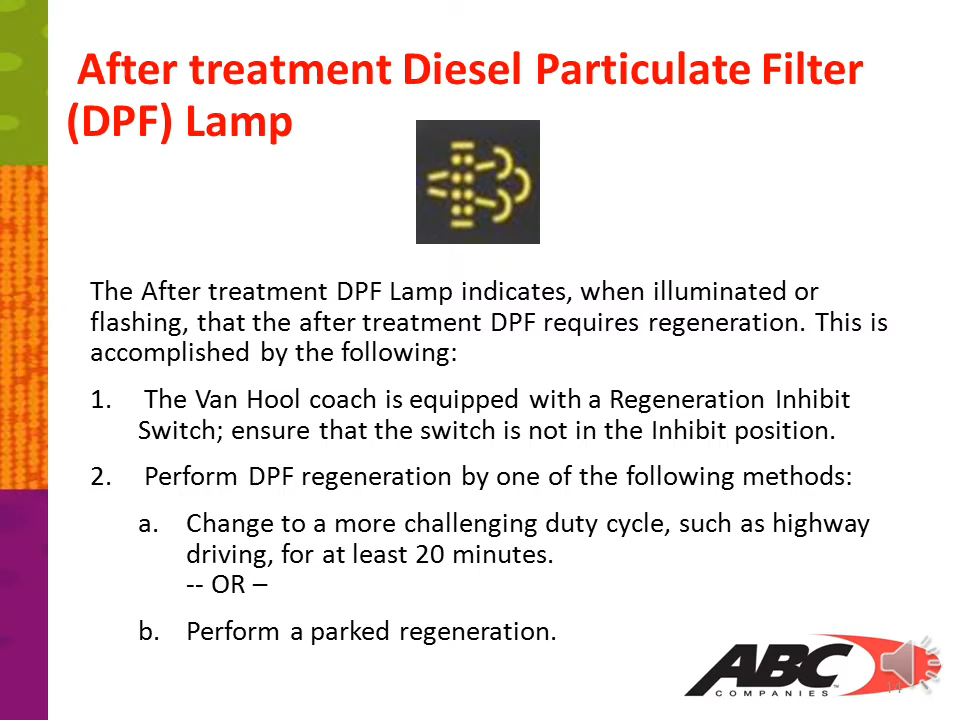 After treatment Diesel Particulate Filter
(DPF) Lamp
The After treatment DPF Lamp indicates, when illuminated or
flashing, that the after treatment DPF requires regeneration. This is
accomplished by the following:
1. The Van Hool coach is equipped with a Regeneration Inhibit
Switch; ensure that the switch is not in the Inhibit position.
2. Perform DPF regeneration by one of the following methods:
a. Change to a more challenging duty cycle, such as highway
driving, for at least 20 minutes.
-- OR –
b. Perform a parked regeneration.
ABC
COMPANIES™